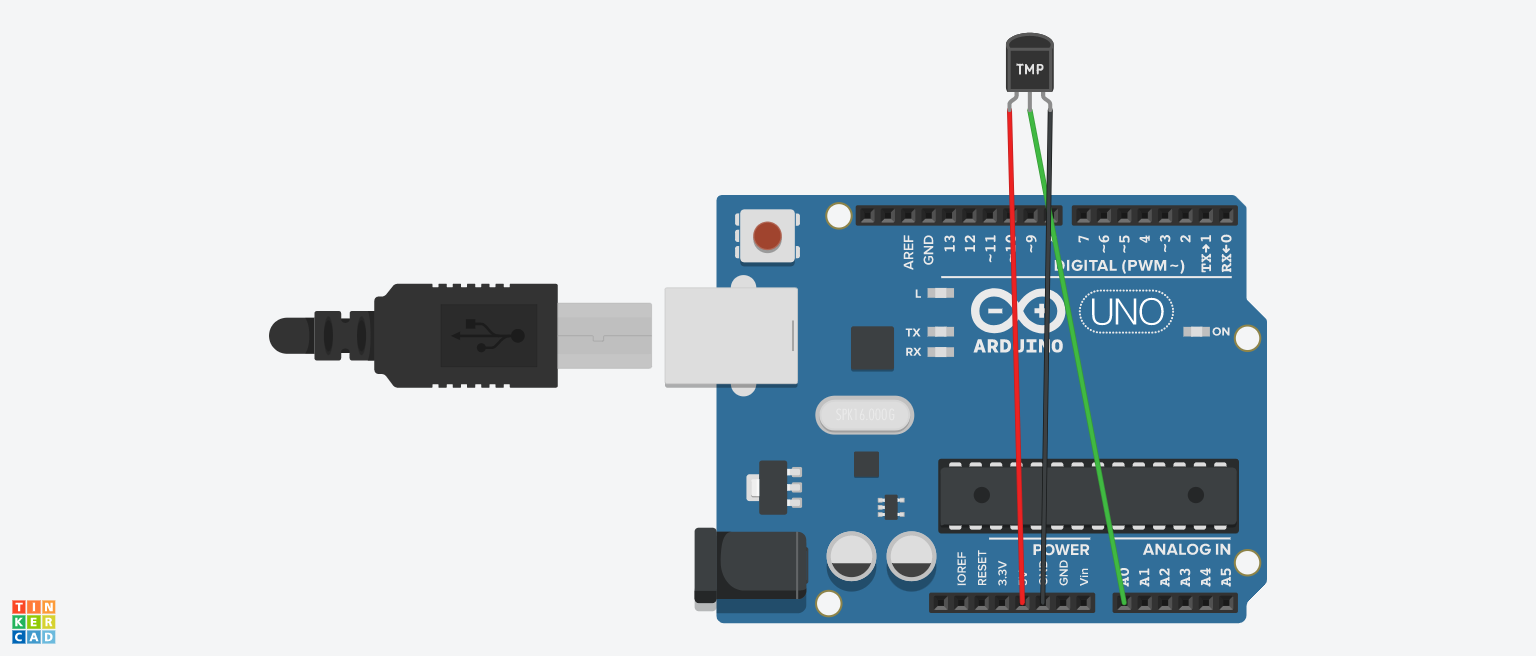 TMP
AREF
GND
13
12
~11
~10
~9
8
7
~6
~5
4
~3
2
TX→1
RX←0
DIGITAL (PWM~)
L
TX
RX
ARDUINO
UNO
ON
SPK16.000G
POWER
ANALOG IN
IOREF
RESET
3.3V
5V
GND
GND
Vin
A0
A1
A2
A3
A4
A5
TIN
KER
CAD